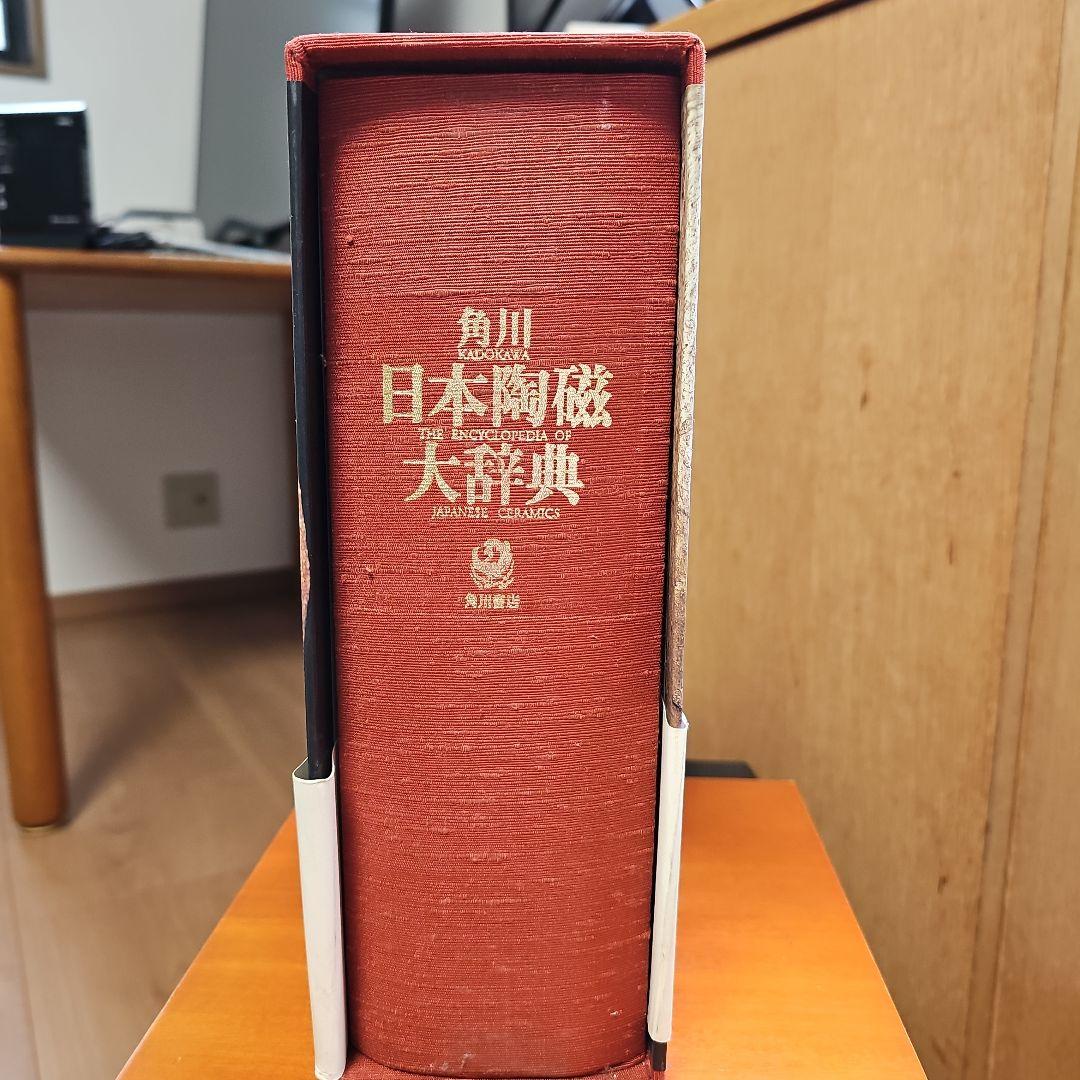 角川
KADOKAWA
日本陶磁
THE ENCYCLOPEDIA OF
大辞典
JAPANESE CERAMICS
角川書店